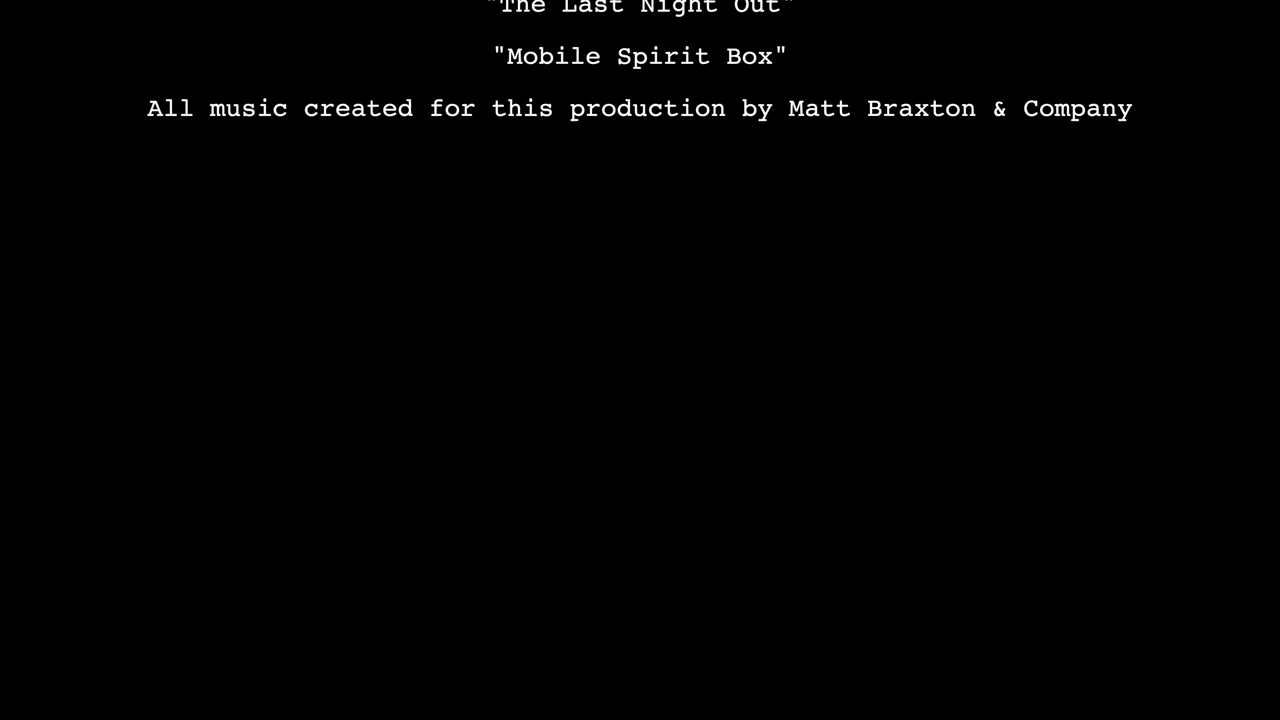 "The Last Night Out"
"Mobile Spirit Box"
All music created for this production by Matt Braxton & Company